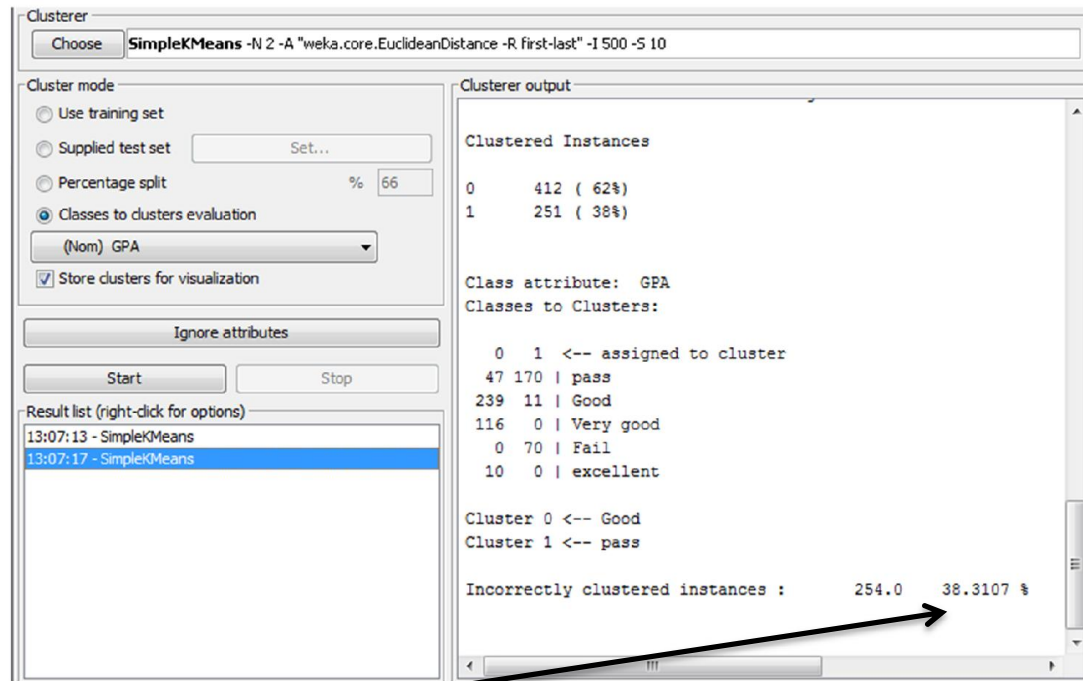 Clusterer
Choose SimpleKMeans -N 2 -A "weka.core.EuclideanDistance -R first-last" -I 500 -S 10
Cluster mode
Use training set
Supplied test set Set...
Percentage split % 66
Classes to clusters evaluation
(Nom) GPA
Store clusters for visualization
Ignore attributes
Start Stop
Result list (right-click for options)
13:07:13 - SimpleKMeans
13:07:17 - SimpleKMeans
Clusterer output
Clustered Instances
0 412 ( 62%)
1 251 ( 38%)
Class attribute: GPA
Classes to Clusters:
0 1 <-- assigned to cluster
47 170 | pass
239 11 | Good
116 0 | Very good
0 70 | Fail
10 0 | excellent
Cluster 0 <-- Good
Cluster 1 <-- pass
Incorrectly clustered instances : 254.0 38.3107 %